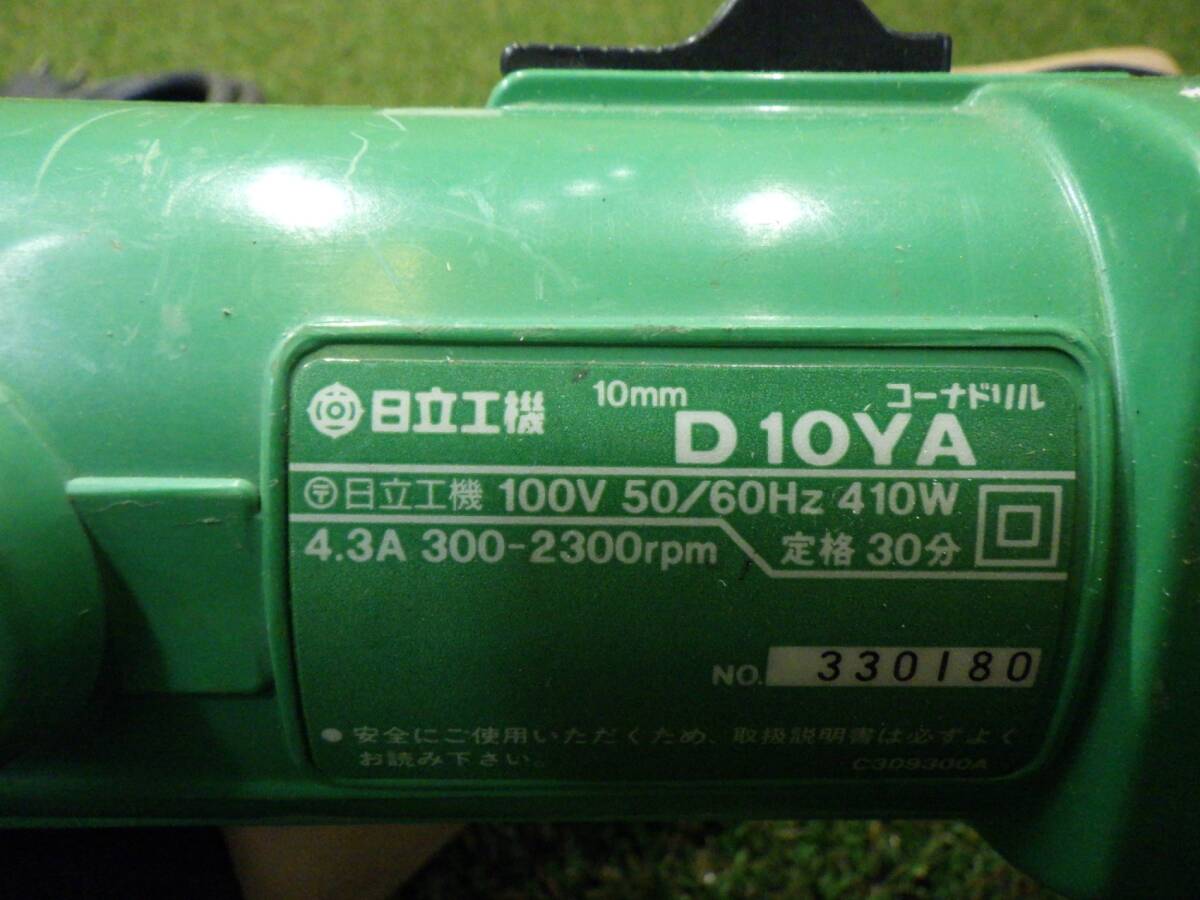 日立工機 10mm コーナドリル
D10YA
〶日立工機 100V 50/60Hz 410W
4.3A 300-2300rpm 定格 30分
NO. 330180
● 安全にご使用いただくため、取扱説明書は必ずよく
お読み下さい。 C309300A